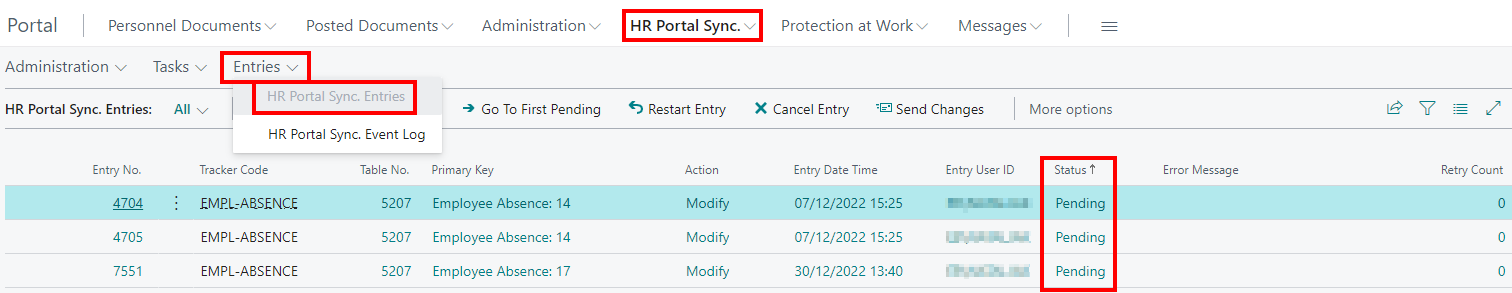 Portal Personnel Documents Posted Documents Administration HR Portal Sync. Protection at Work Messages
Administration Tasks Entries
HR Portal Sync. Entries
HR Portal Sync. Entries: All Go To First Pending Restart Entry Cancel Entry Send Changes More options
HR Portal Sync. Event Log
Entry No. Tracker Code Table No. Primary Key Action Entry Date Time Entry User ID Status↑ Error Message Retry Count
4704 EMPL-ABSENCE 5207 Employee Absence: 14 Modify 07/12/2022 15:25 Pending 0
4705 EMPL-ABSENCE 5207 Employee Absence: 14 Modify 07/12/2022 15:25 Pending 0
7551 EMPL-ABSENCE 5207 Employee Absence: 17 Modify 30/12/2022 13:40 Pending 0